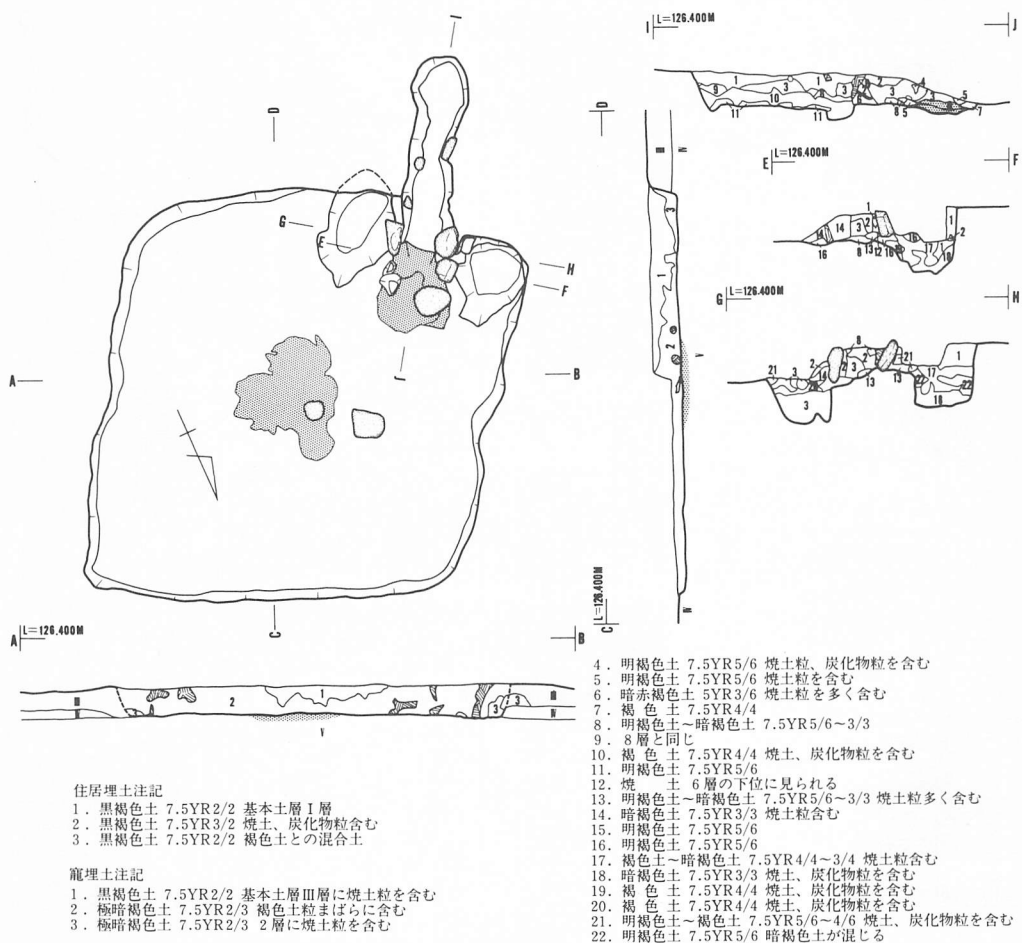 I
L=126.400M
I
J
D
D
E
L=126.400M
F
G
E
H
F
G
L=126.400M
H
A
B
C
L=126.400M
C
A
L=126.400M
B
住居埋土注記
1. 黒褐色土 7.5YR2/2 基本土層Ⅰ層
2. 黒褐色土 7.5YR3/2 焼土、炭化物粒含む
3. 黒褐色土 7.5YR2/2 褐色土との混合土
竈埋土注記
1. 黒褐色土 7.5YR2/2 基本土層Ⅲ層に焼土粒を含む
2. 極暗褐色土 7.5YR2/3 褐色土粒まばらに含む
3. 極暗褐色土 7.5YR2/3 2層に焼土粒を含む
4. 明褐色土 7.5YR5/6 焼土粒、炭化物粒を含む
5. 明褐色土 7.5YR5/6 焼土粒を含む
6. 暗赤褐色土 5YR3/6 焼土粒を多く含む
7. 褐色土 7.5YR4/4
8. 明褐色土~暗褐色土 7.5YR5/6~3/3
9. 8層と同じ
10. 褐色土 7.5YR4/4 焼土、炭化物粒を含む
11. 明褐色土 7.5YR5/6
12. 焼土 6層の下位に見られる
13. 明褐色土~暗褐色土 7.5YR5/6~3/3 焼土粒多く含む
14. 暗褐色土 7.5YR3/3 焼土粒含む
15. 明褐色土 7.5YR5/6
16. 明褐色土 7.5YR5/6
17. 褐色土~暗褐色土 7.5YR4/4~3/4 焼土粒含む
18. 暗褐色土 7.5YR3/3 焼土、炭化物粒を含む
19. 褐色土 7.5YR4/4 焼土、炭化物粒を含む
20. 褐色土 7.5YR4/4 焼土、炭化物粒を含む
21. 明褐色土~褐色土 7.5YR5/6~4/6 焼土、炭化物粒を含む
22. 明褐色土 7.5YR5/6 暗褐色土が混じる